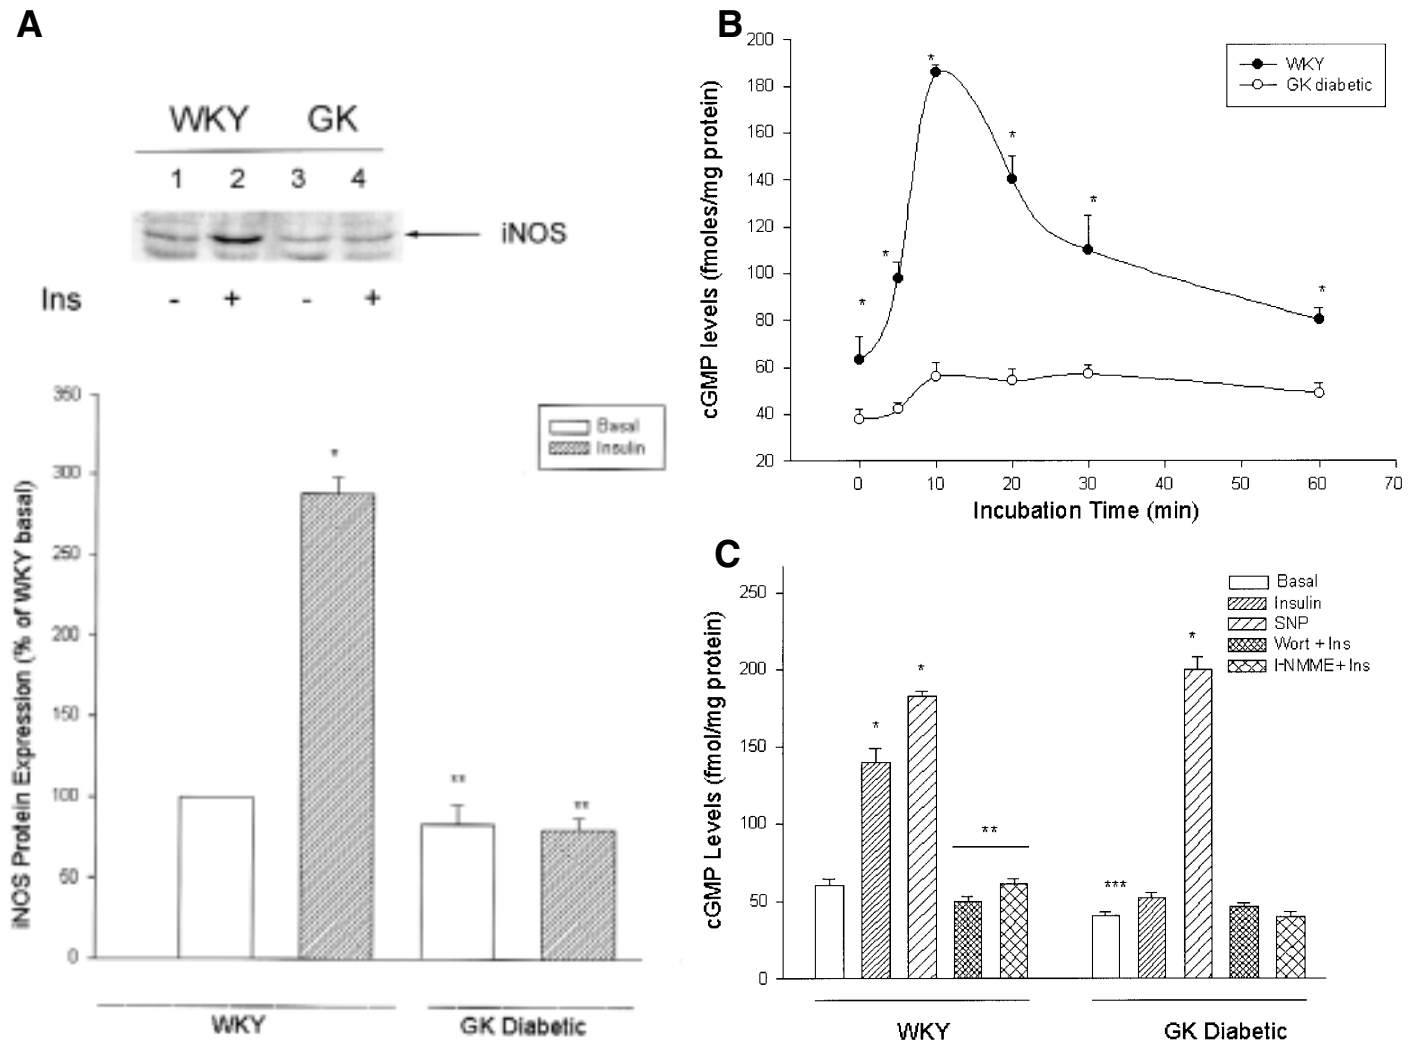 A
WKY GK
1 2 3 4
iNOS
Ins - + - +
iNOS Protein Expression (% of WKY basal)
350
300
250
200
150
100
50
0
Basal
Insulin
*
**
**
WKY GK Diabetic
B
cGMP levels (fmoles/mg protein)
200
180
160
140
120
100
80
60
40
20
WKY
GK diabetic
*
*
*
*
*
*
0 10 20 30 40 50 60 70
Incubation Time (min)
C
cGMP Levels (fmol/mg protein)
250
200
150
100
50
0
Basal
Insulin
SNP
Wort + Ins
l-NMME + Ins
*
*
**
***
*
WKY GK Diabetic